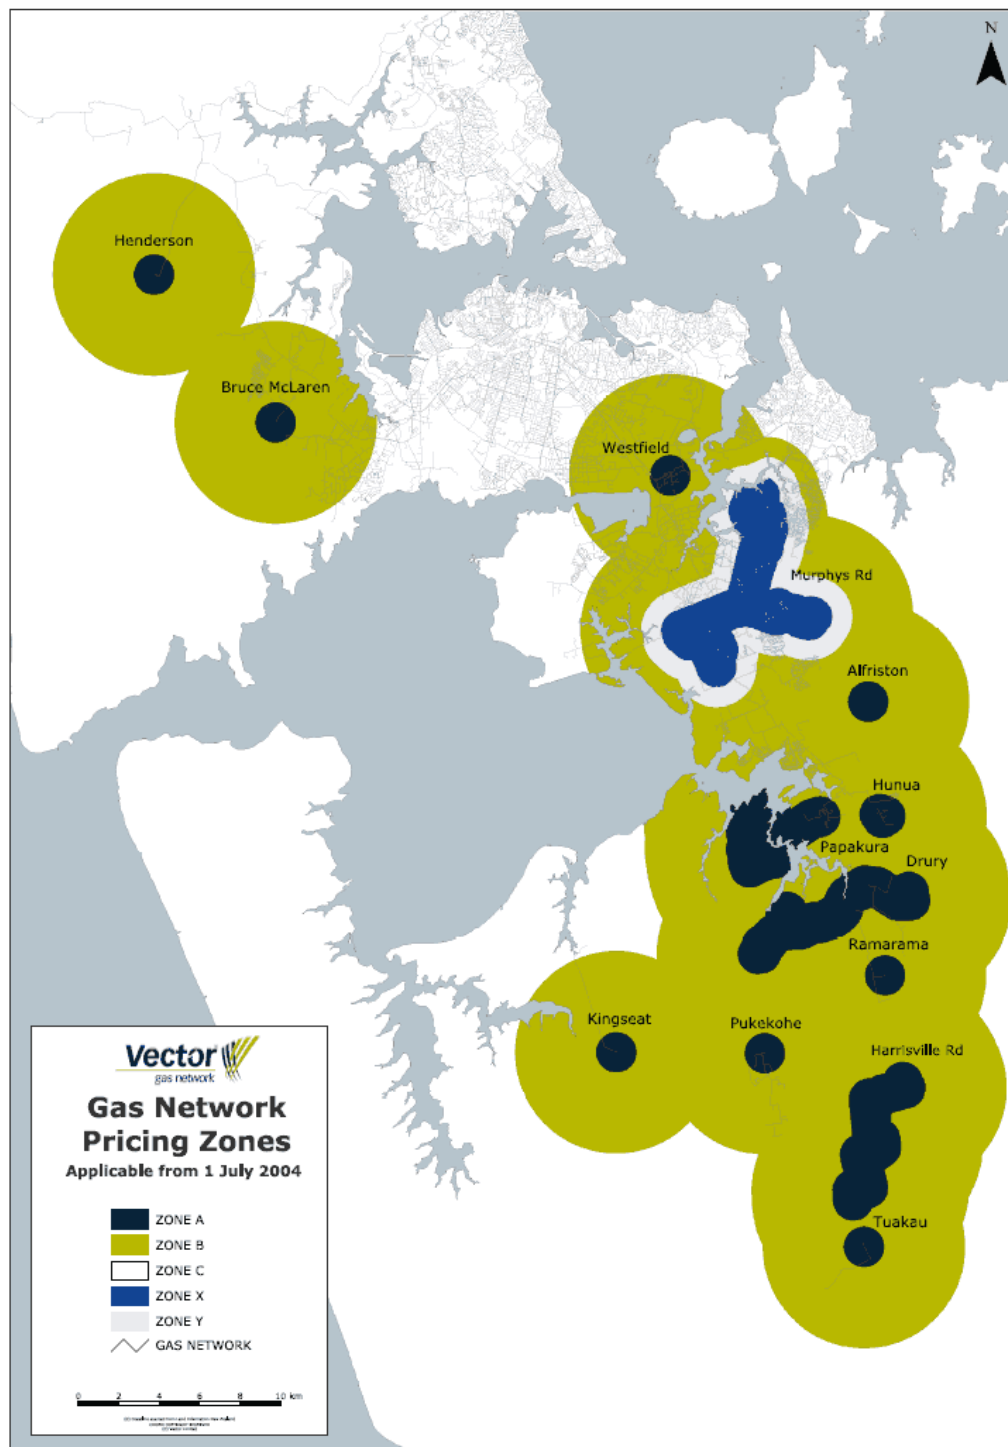 N
Henderson
Bruce McLaren
Westfield
Murphys Rd
Alfriston
Hunua
Papakura
Drury
Ramarama
Kingseat
Pukekohe
Harrisville Rd
Tuakau
Vector
gas network
Gas Network
Pricing Zones
Applicable from 1 July 2004
ZONE A
ZONE B
ZONE C
ZONE X
ZONE Y
GAS NETWORK
0 2 4 6 8 10 km